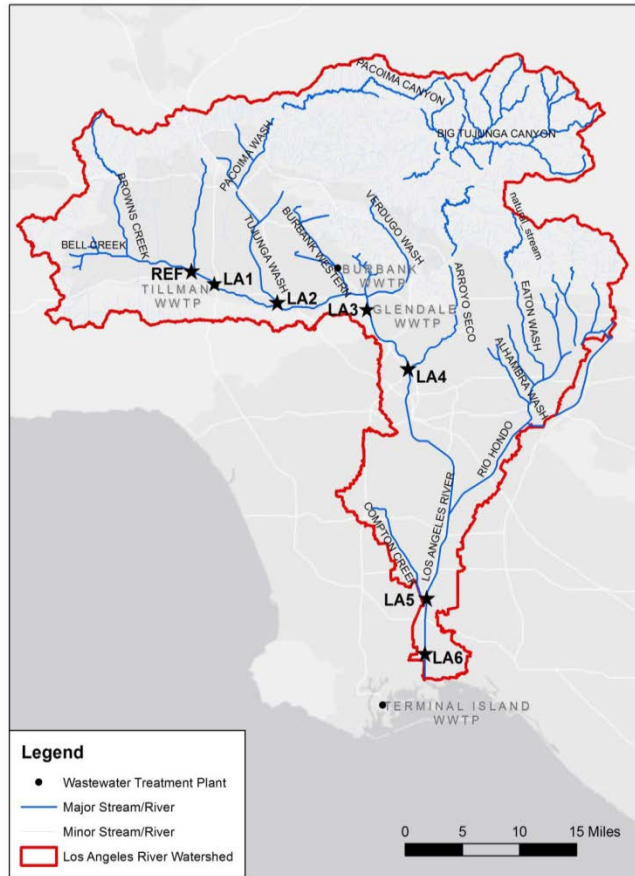 PACOIMA CANYON
BIG TUJUNGA CANYON
PACOIMA WASH
BROWNS CREEK
VERDUGO WASH
natural_stream
BELL CREEK
TUJUNGA WASH
BURBANK WESTERN
REF
BURBANK
WWTP
ARROYO SECO
EATON WASH
LA1
TILLMAN
WWTP
LA2
LA3
GLENDALE
WWTP
ALHAMBRA WASH
LA4
RIO HONDO
LOS ANGELES RIVER
COMPTON CREEK
LA5
LA6
TERMINAL ISLAND
WWTP
Legend
Wastewater Treatment Plant
Major Stream/River
Minor Stream/River
Los Angeles River Watershed
0 5 10 15 Miles